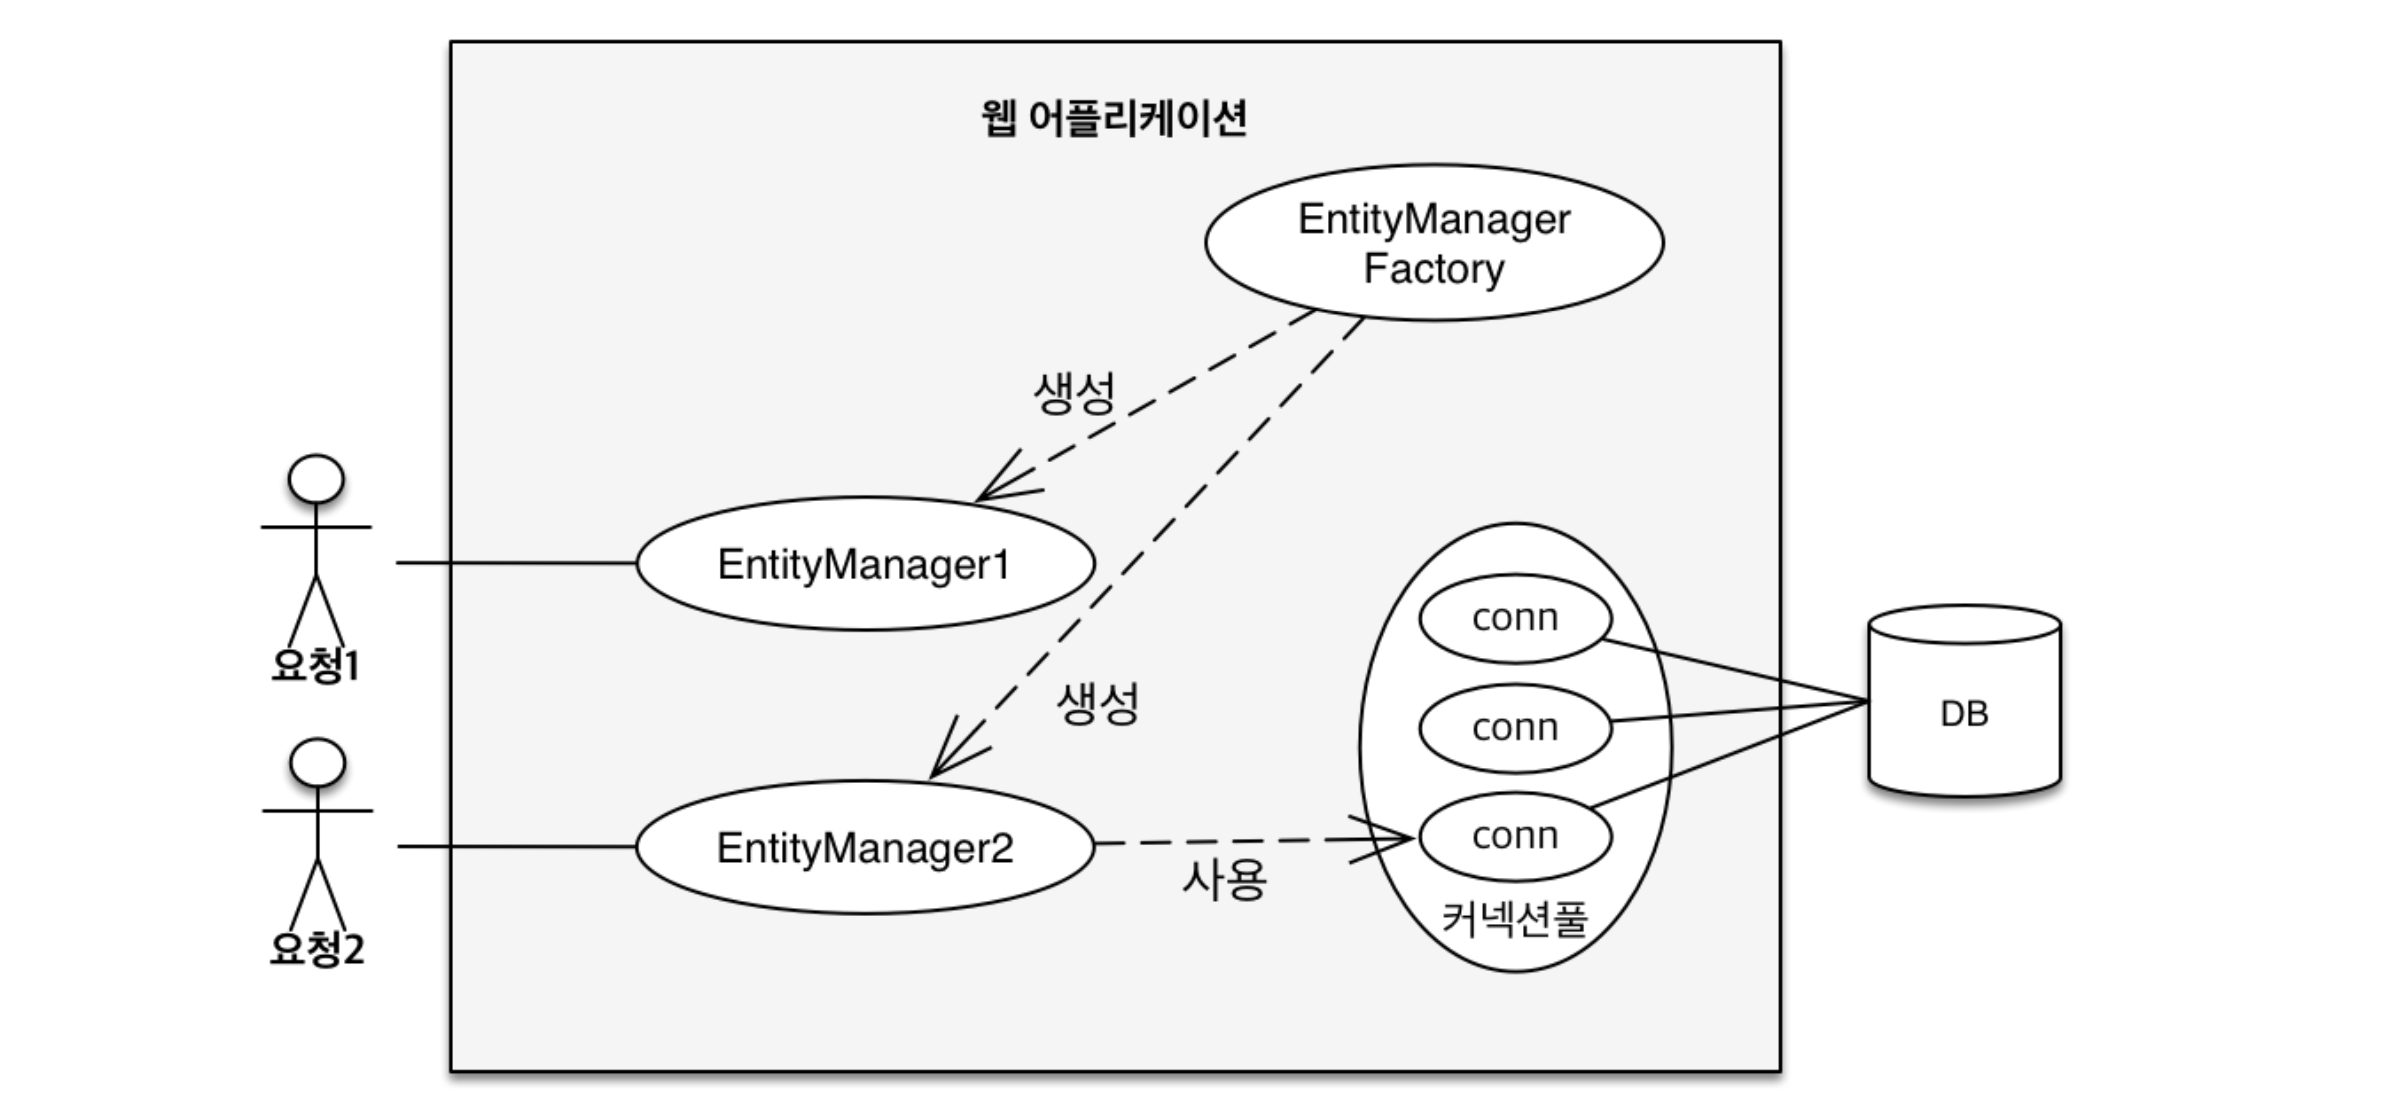 웹 어플리케이션
EntityManager
Factory
생성
EntityManager1
요청1
conn
conn
DB
생성
EntityManager2
사용
conn
커넥션풀
요청2